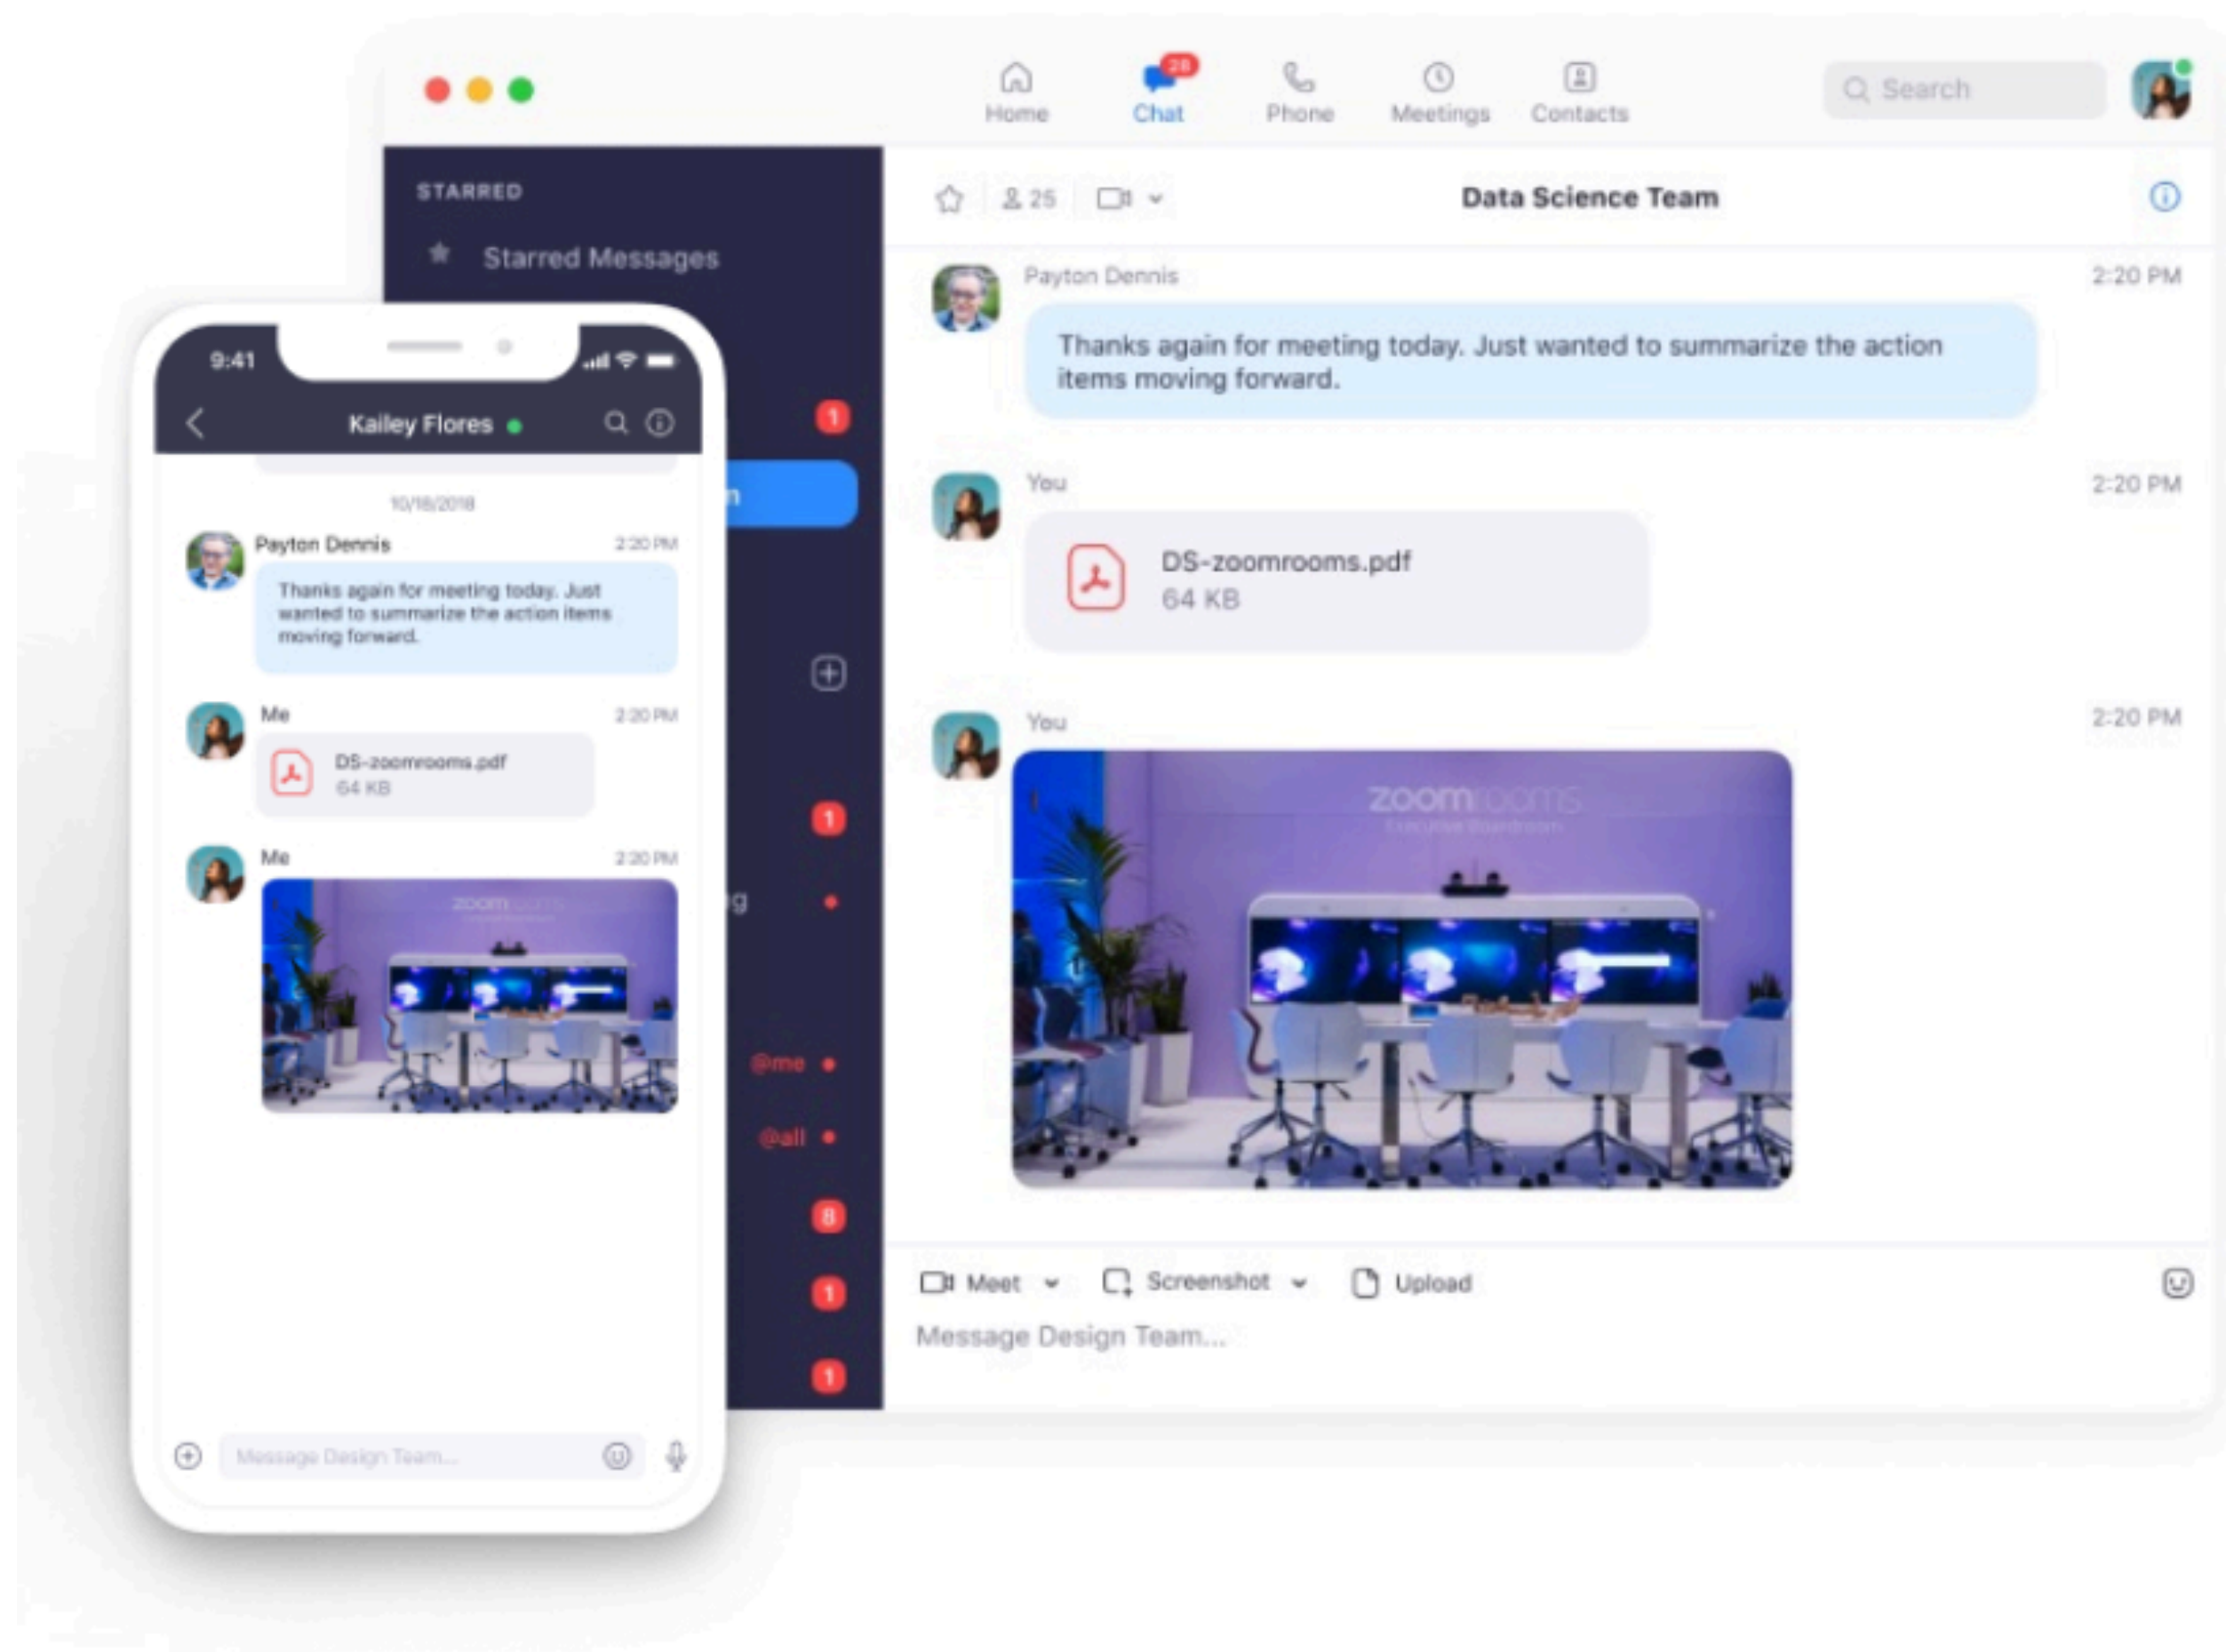 28
Home
Chat
Phone
Meetings
Contacts
Search
STARRED
Starred Messages
25
Data Science Team
Payton Dennis
2:20 PM
Thanks again for meeting today. Just wanted to summarize the action
items moving forward.
You
2:20 PM
DS-zoomrooms.pdf
64 KB
You
2:20 PM
zoomrooms
Executive Boardroom
Meet
Screenshot
Upload
Message Design Team...
1
n
1
g
@me
@all
8
1
1
9:41
Kailey Flores
10/18/2018
Payton Dennis
2:20 PM
Thanks again for meeting today. Just
wanted to summarize the action items
moving forward.
Me
2:20 PM
DS-zoomrooms.pdf
64 KB
Me
2:20 PM
zoomrooms
Message Design Team...